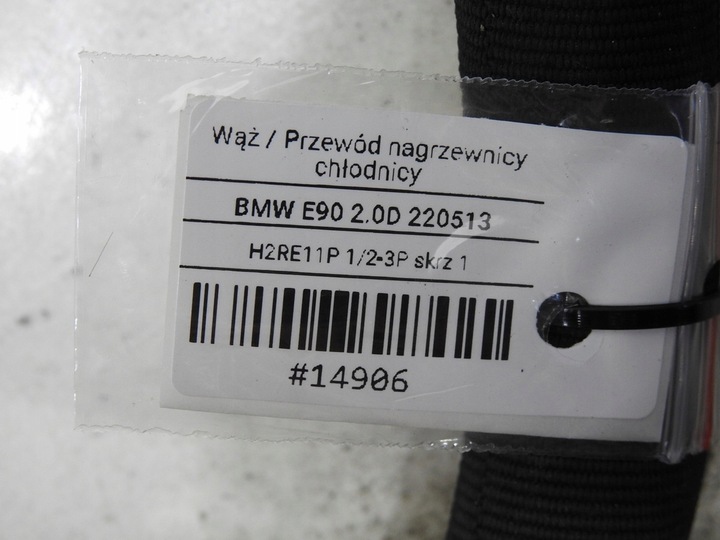 Wąż / Przewód nagrzewnicy
chłodnicy
BMW E90 2.0D 220513
H2RE11P 1/2-3P skrz 1
#14906